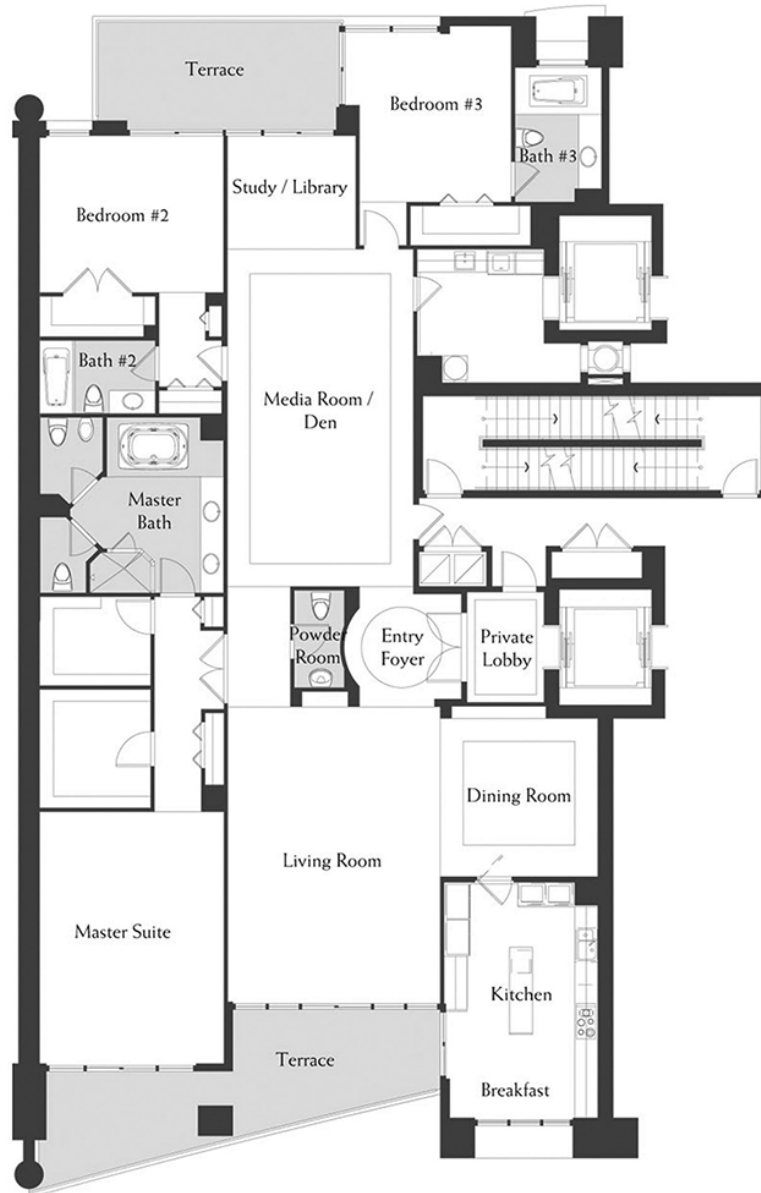 Terrace
Bedroom #3
Bath #3
Study / Library
Bedroom #2
Bath #2
Media Room /
Den
Master
Bath
Powder
Room
Entry
Foyer
Private
Lobby
Dining Room
Living Room
Master Suite
Kitchen
Terrace
Breakfast